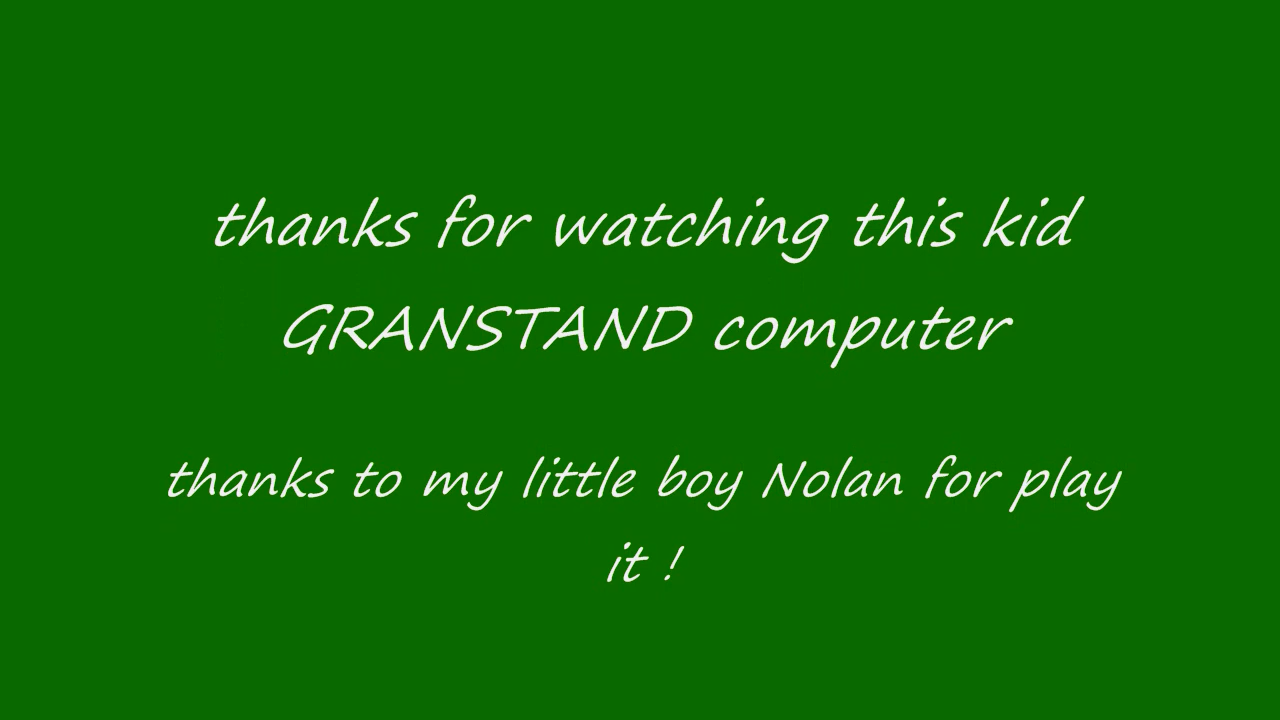 thanks for watching this kid
GRANSTAND computer
thanks to my little boy Nolan for play
it !